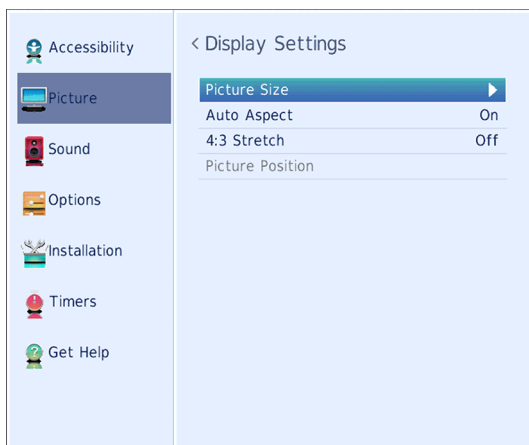 Accessibility
Picture
Sound
Options
Installation
Timers
Get Help
< Display Settings
Picture Size
Auto Aspect On
4:3 Stretch Off
Picture Position